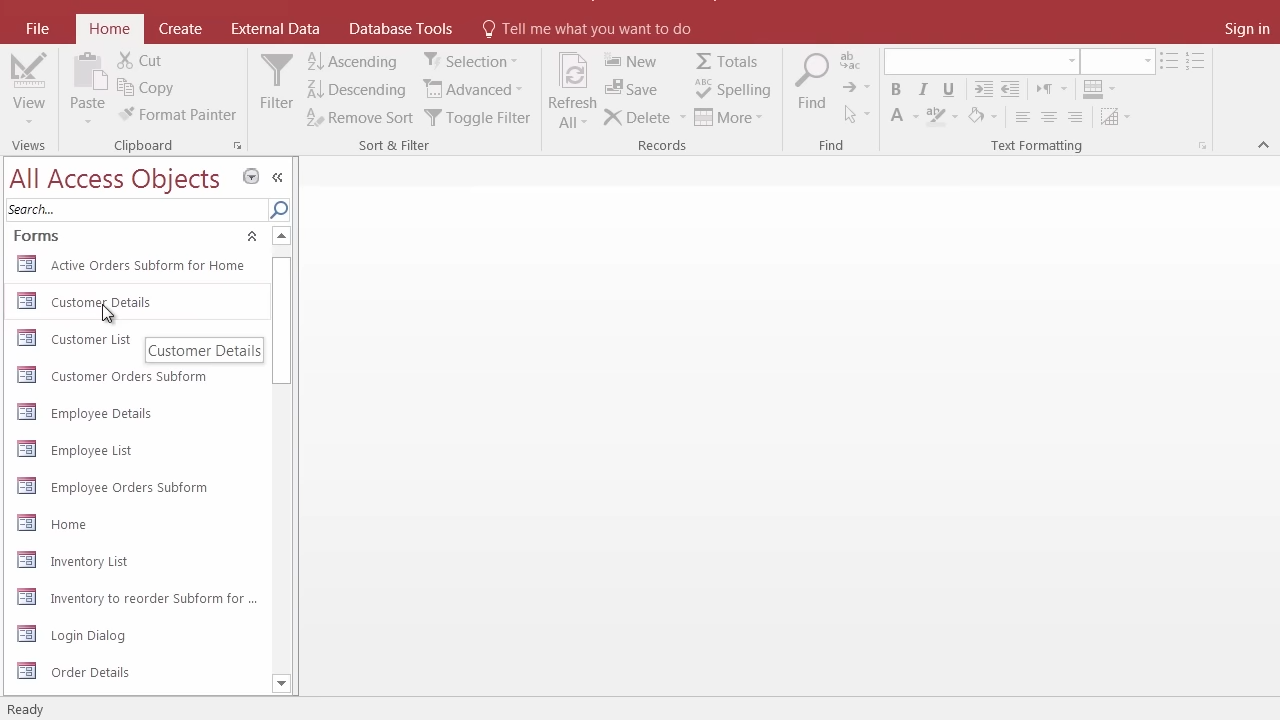 File Home Create External Data Database Tools Tell me what you want to do Sign in
View
Views
Paste
Cut
Copy
Format Painter
Clipboard
Filter
Ascending
Descending
Remove Sort
Selection
Advanced
Toggle Filter
Sort & Filter
Refresh
All
New
Save
Delete
Totals
ABC
Spelling
More
Records
Find
ab
ac
Find
B I U
A ab
Text Formatting
All Access Objects
Search...
Forms
Active Orders Subform for Home
Customer Details
Customer List
Customer Details
Customer Orders Subform
Employee Details
Employee List
Employee Orders Subform
Home
Inventory List
Inventory to reorder Subform for ...
Login Dialog
Order Details
Ready